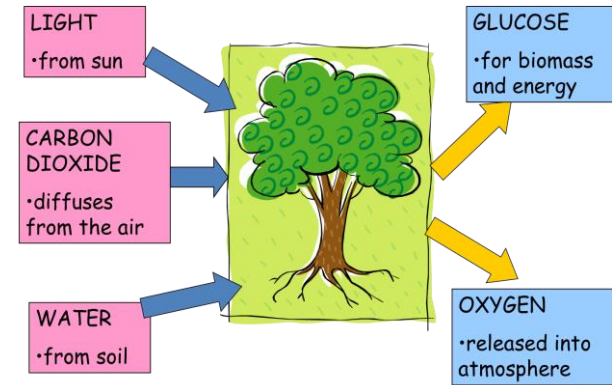 LIGHT
•from sun
CARBON
DIOXIDE
•diffuses
from the air
WATER
•from soil
GLUCOSE
•for biomass
and energy
OXYGEN
•released into
atmosphere